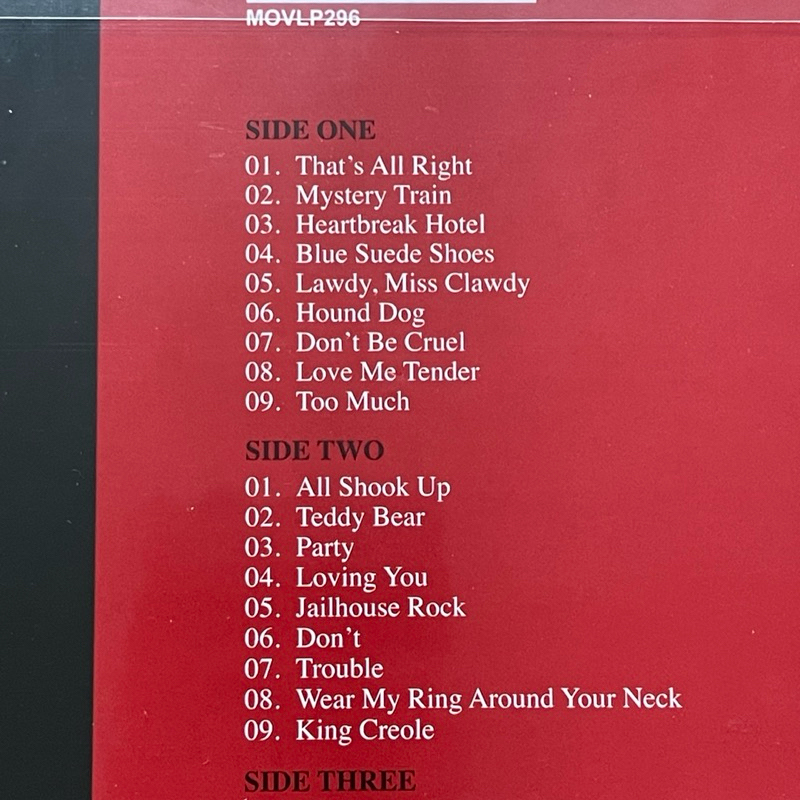 MOVLP296
SIDE ONE
01. That's All Right
02. Mystery Train
03. Heartbreak Hotel
04. Blue Suede Shoes
05. Lawdy, Miss Clawdy
06. Hound Dog
07. Don't Be Cruel
08. Love Me Tender
09. Too Much
SIDE TWO
01. All Shook Up
02. Teddy Bear
03. Party
04. Loving You
05. Jailhouse Rock
06. Don't
07. Trouble
08. Wear My Ring Around Your Neck
09. King Creole
SIDE THREE